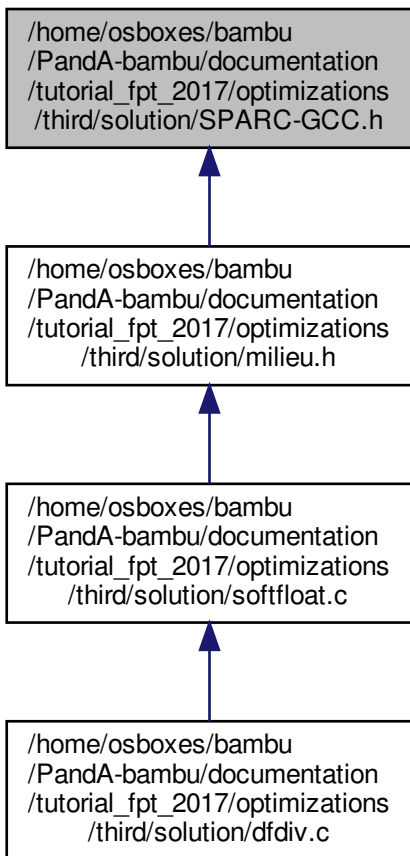 /home/osboxes/bambu
/PandA-bambu/documentation
/tutorial_fpt_2017/optimizations
/third/solution/SPARC-GCC.h
/home/osboxes/bambu
/PandA-bambu/documentation
/tutorial_fpt_2017/optimizations
/third/solution/milieu.h
/home/osboxes/bambu
/PandA-bambu/documentation
/tutorial_fpt_2017/optimizations
/third/solution/softfloat.c
/home/osboxes/bambu
/PandA-bambu/documentation
/tutorial_fpt_2017/optimizations
/third/solution/dfdiv.c